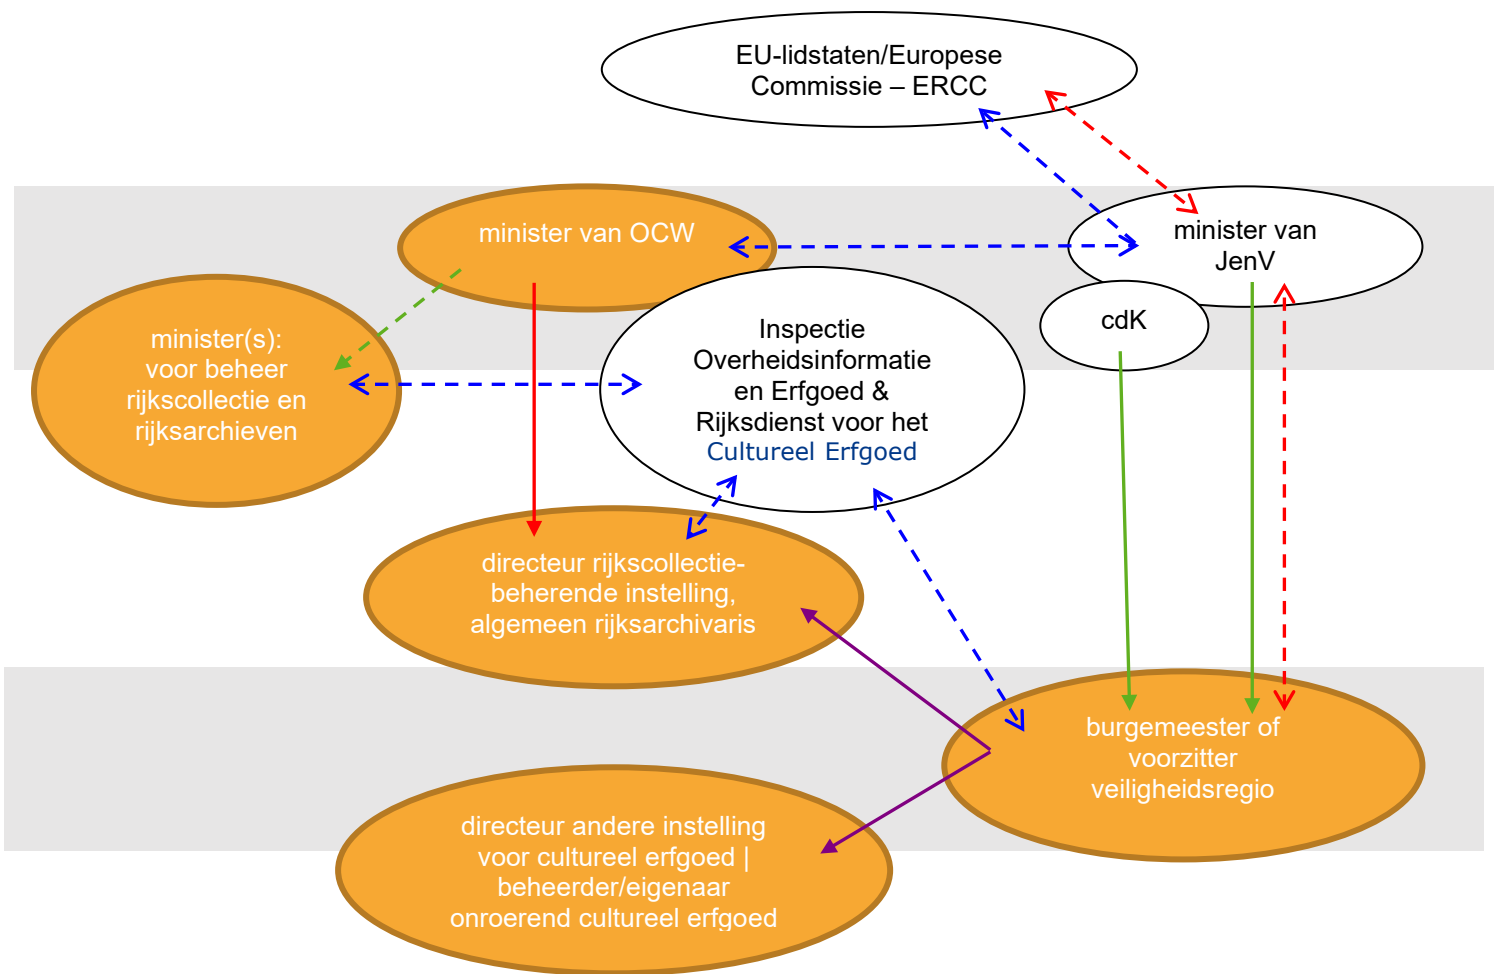 EU-lidstaten/Europese
Commissie – ERCC
minister van OCW
minister van
JenV
cdK
minister(s):
voor beheer
rijkscollectie en
rijksarchieven
Inspectie
Overheidsinformatie
en Erfgoed &
Rijksdienst voor het
Cultureel Erfgoed
directeur rijkscollectie-
beherende instelling,
algemeen rijksarchivaris
burgemeester of
voorzitter
veiligheidsregio
directeur andere instelling
voor cultureel erfgoed |
beheerder/eigenaar
onroerend cultureel erfgoed